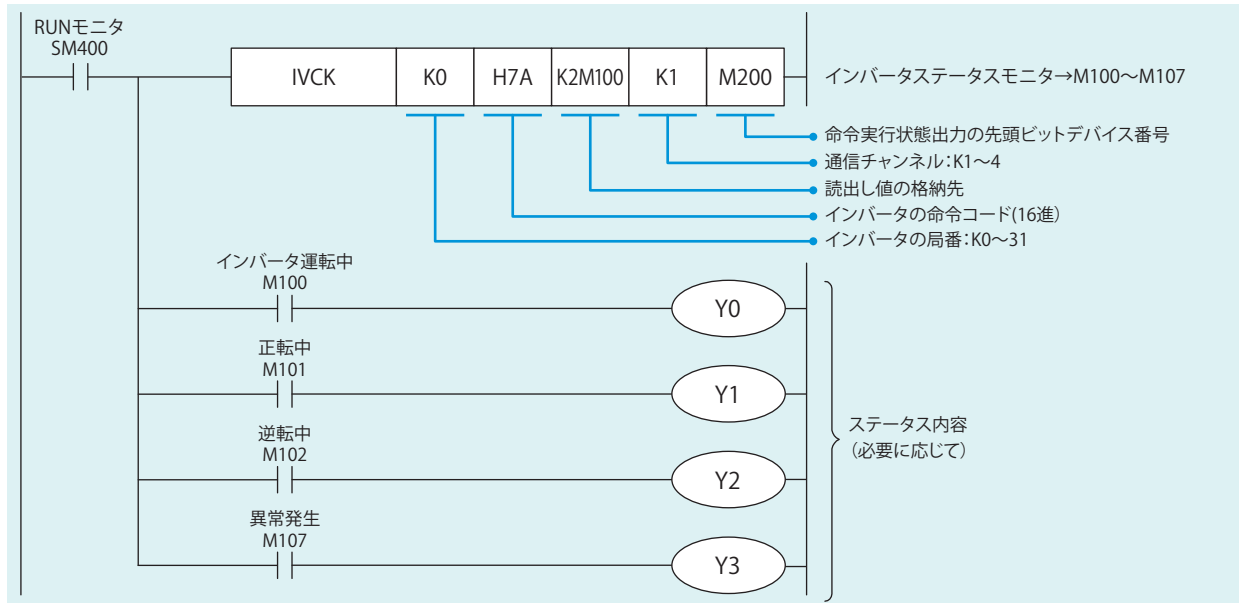 RUNモニタ
SM400
IVCK K0 H7A K2M100 K1 M200
インバータステータスモニタ→M100〜M107
命令実行状態出力の先頭ビットデバイス番号
通信チャンネル:K1〜4
読出し値の格納先
インバータの命令コード(16進)
インバータの局番:K0〜31
インバータ運転中
M100
Y0
正転中
M101
Y1
逆転中
M102
Y2
異常発生
M107
Y3
ステータス内容
(必要に応じて)